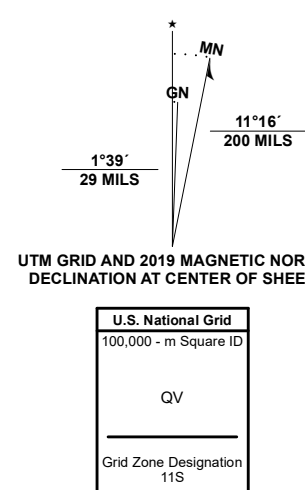 ★
MN
GN
11°16´
200 MILS
1°39´
29 MILS
UTM GRID AND 2019 MAGNETIC NOR
DECLINATION AT CENTER OF SHEE
U.S. National Grid
100,000 - m Square ID
QV
Grid Zone Designation
11S